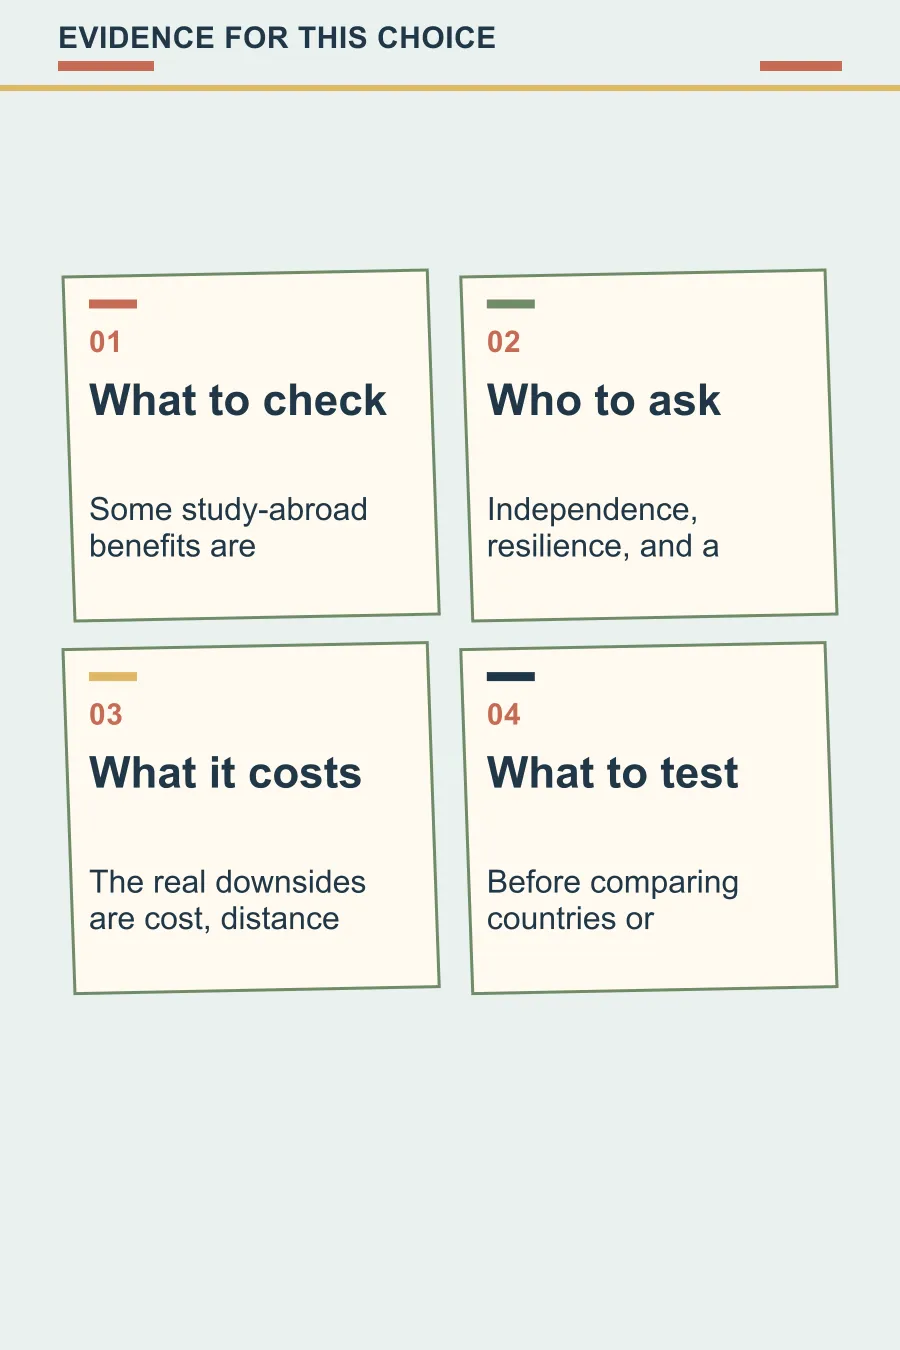 EVIDENCE FOR THIS CHOICE
01
What to check
Some study-abroad
benefits are
02
Who to ask
Independence,
resilience, and a
03
What it costs
The real downsides
are cost, distance
04
What to test
Before comparing
countries or